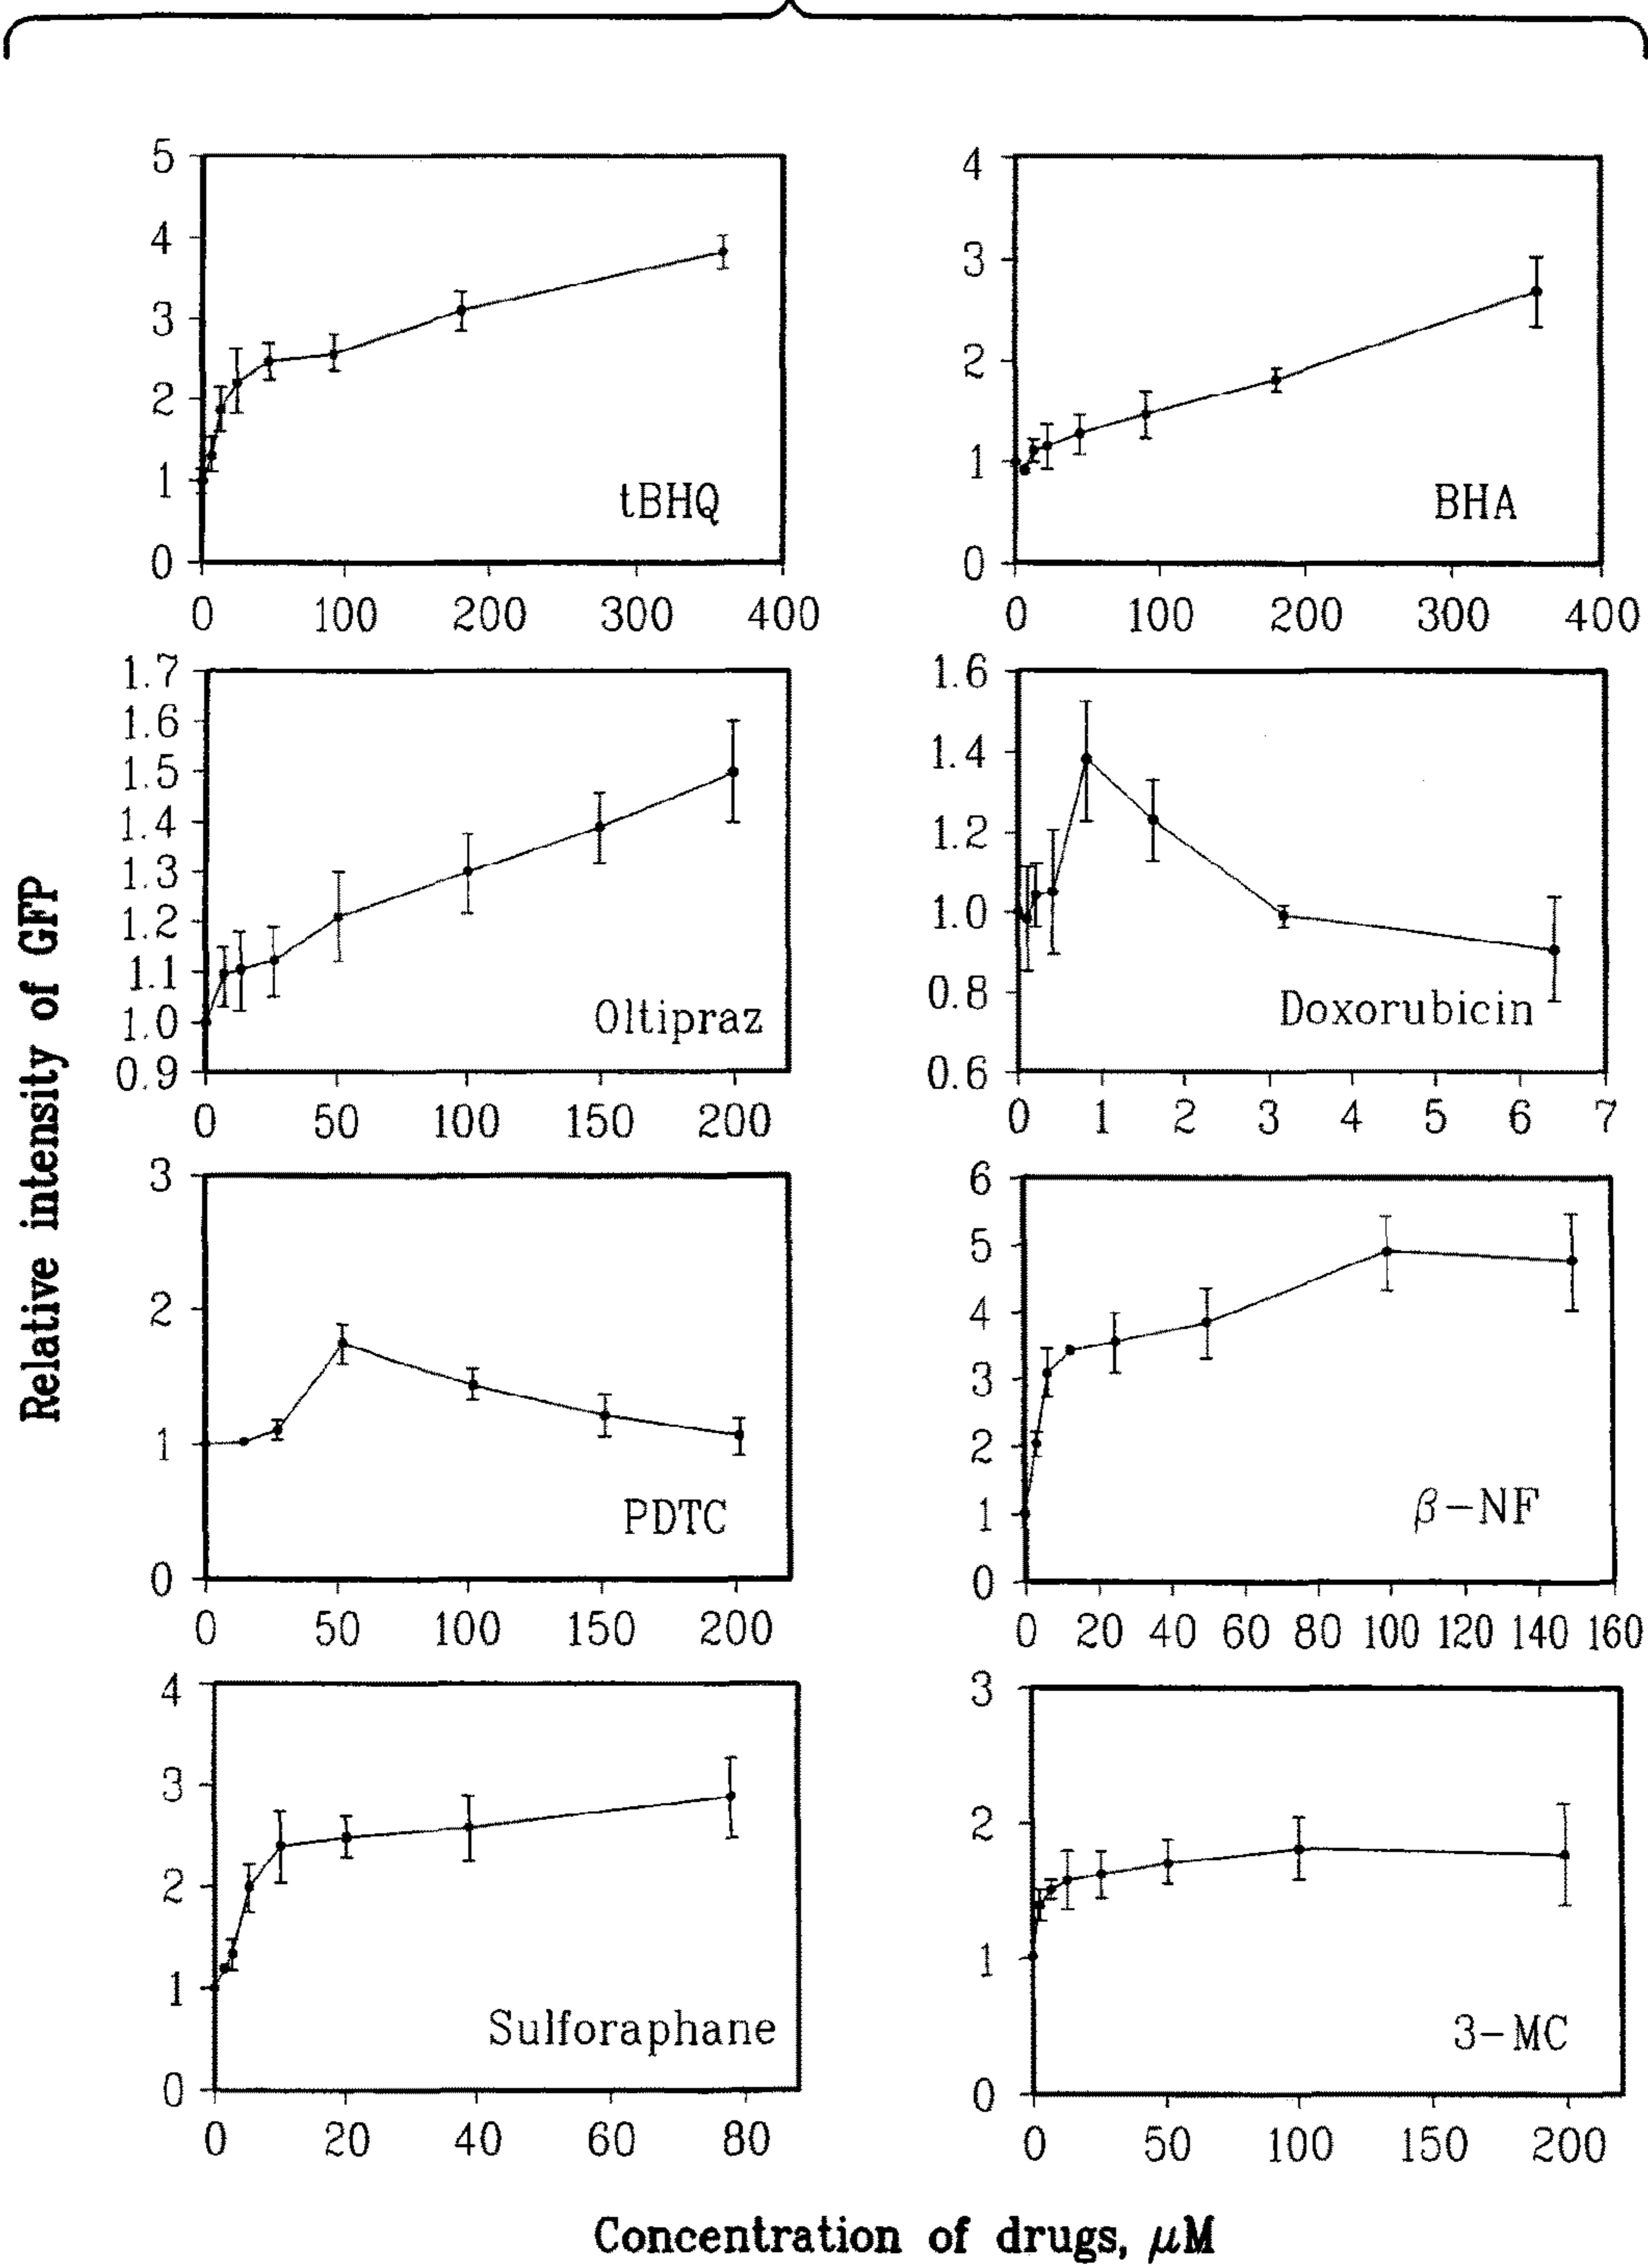 5
4
3
2
1
0
tBHQ
0 100 200 300 400
4
3
2
1
0
BHA
0 100 200 300 400
1.7
1.6
1.5
1.4
1.3
1.2
1.1
1.0
0.9
Oltipraz
0 50 100 150 200
1.6
1.4
1.2
1.0
0.8
0.6
Doxorubicin
0 1 2 3 4 5 6 7
3
2
1
0
PDTC
0 50 100 150 200
6
5
4
3
2
1
0
β-NF
0 20 40 60 80 100 120 140 160
4
3
2
1
0
Sulforaphane
0 20 40 60 80
3
2
1
0
3-MC
0 50 100 150 200
Relative intensity of GFP
Concentration of drugs, μM